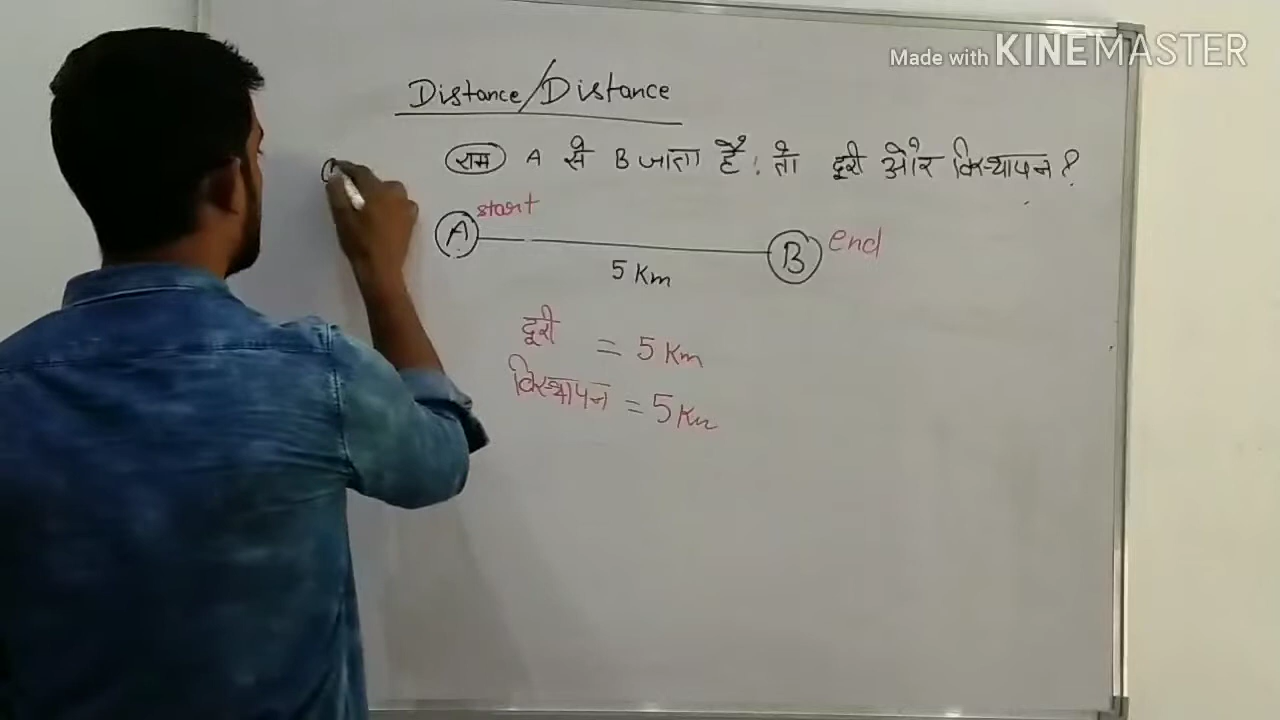 Made with KINEMASTER
Distance/Distance
राम A से B जाता है; तो दूरी और विस्थापन?
A start
B end
5 Km
दूरी = 5 Km
विस्थापन = 5 Km